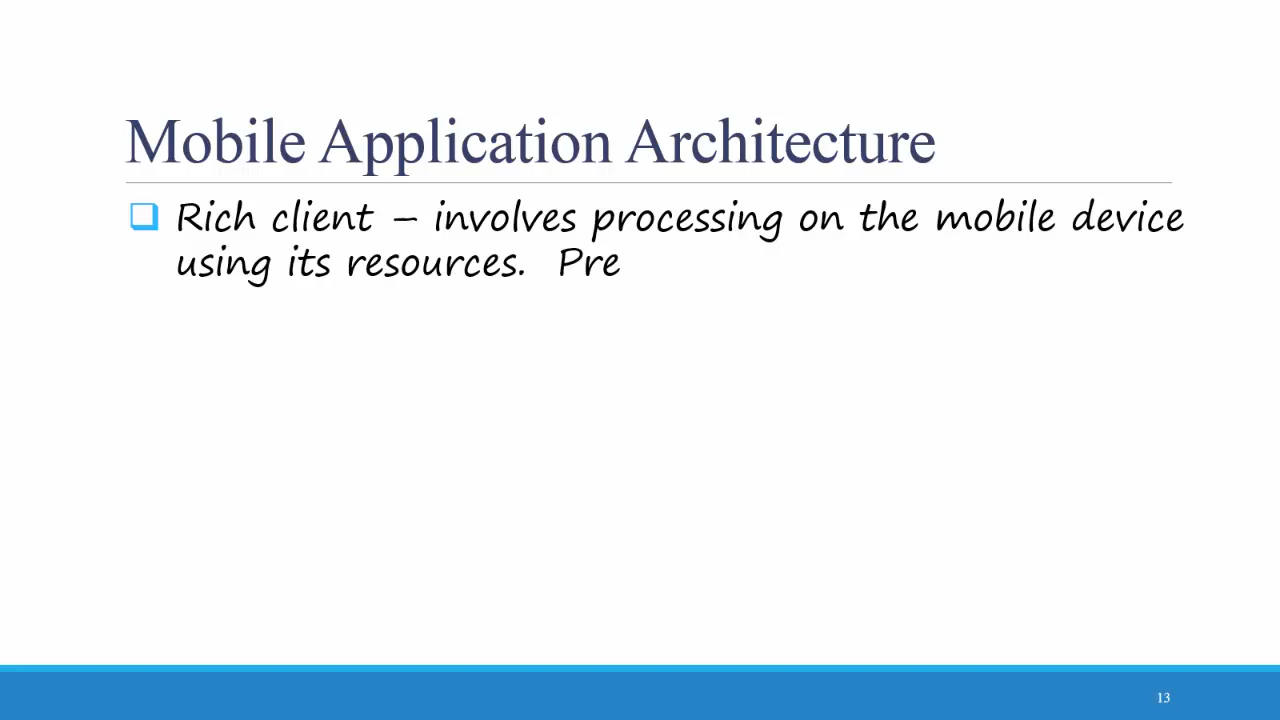 Mobile Application Architecture
Rich client – involves processing on the mobile device
using its resources. Pre
13